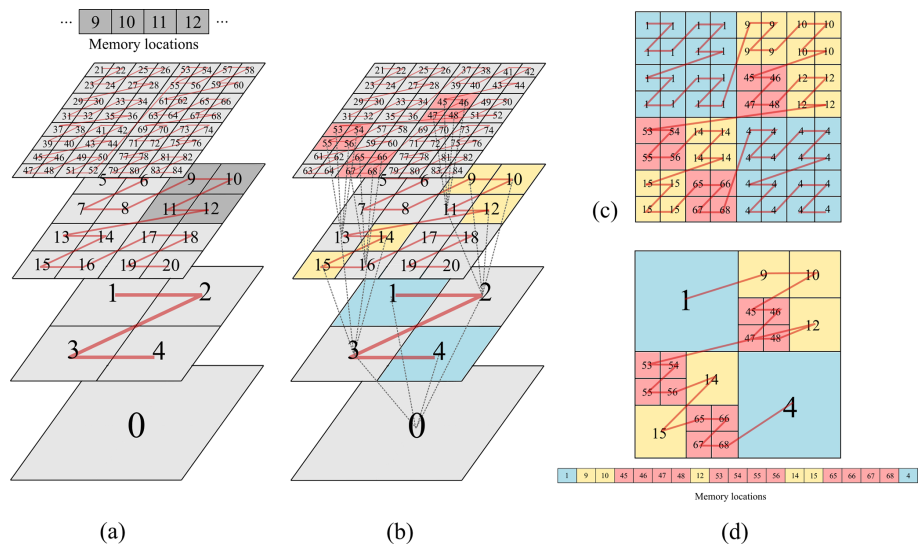 ... 9 10 11 12 ...
Memory locations
21 22 25 26 53 54 57 58
23 24 27 28 55 56 59 60
29 30 33 34 61 62 65 66
31 32 35 36 63 64 67 68
37 38 41 42 69 70 73 74
39 40 43 44 71 72 75 76
45 46 49 50 77 78 81 82
47 48 51 52 79 80 83 84
5 6 9 10
7 8 11 12
13 14 17 18
15 16 19 20
1 2
3 4
0
(a)
21 22 25 26 37 38 41 42
23 24 27 28 39 40 43 44
29 30 33 34 45 46 49 50
31 32 35 36 47 48 51 52
53 54 57 58 69 70 73 74
55 56 59 60 71 72 75 76
61 62 65 66 77 78 81 82
63 64 67 68 79 80 83 84
5 6 9 10
7 8 11 12
13 14 17 18
15 16 19 20
1 2
3 4
0
(b)
1 1 1 1 9 9 10 10
1 1 1 1 9 9 10 10
1 1 1 1 45 46 12 12
1 1 1 1 47 48 12 12
53 54 14 14 4 4 4 4
55 56 14 14 4 4 4 4
15 15 65 66 4 4 4 4
15 15 67 68 4 4 4 4
(c)
1 9 10
45 46
47 48 12
53 54
55 56 14
4
15 65 66
67 68
1 9 10 45 46 47 48 12 53 54 55 56 14 15 65 66 67 68 4
Memory locations
(d)